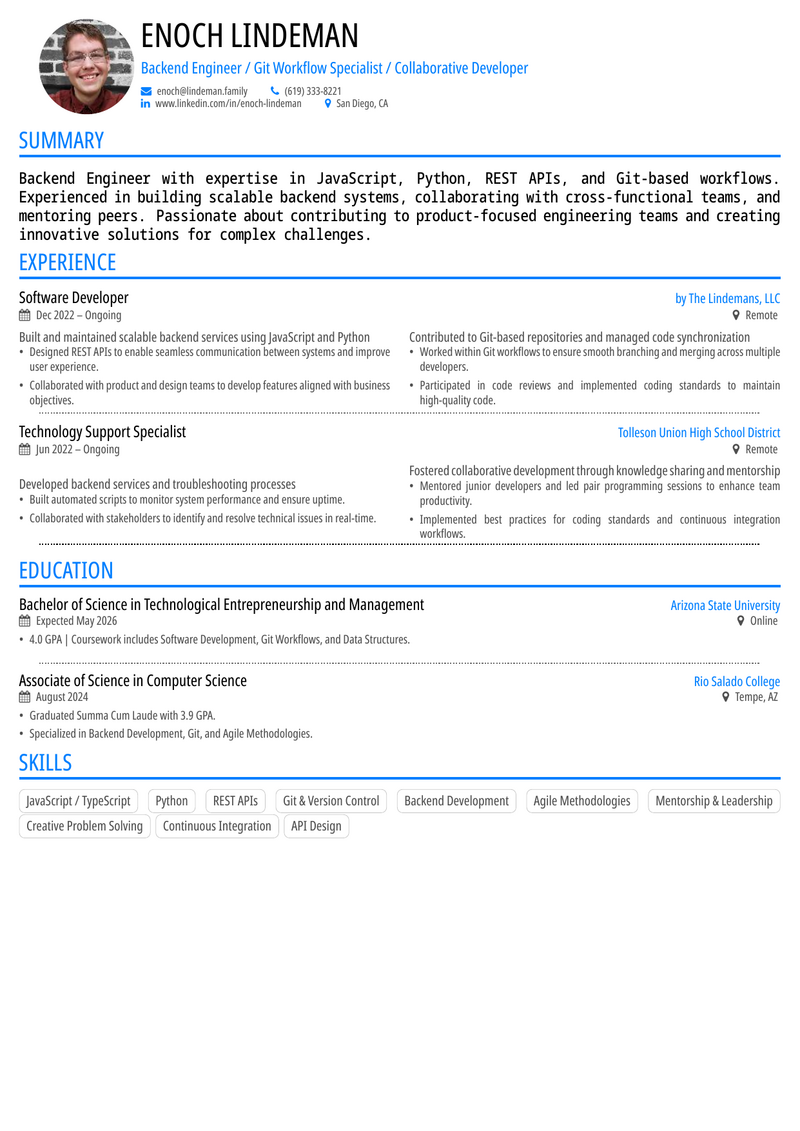 ENOCH LINDEMAN
Backend Engineer / Git Workflow Specialist / Collaborative Developer
enoch@lindeman.family (619) 333-8221
www.linkedin.com/in/enoch-lindeman San Diego, CA
SUMMARY
Backend Engineer with expertise in JavaScript, Python, REST APIs, and Git-based workflows.
Experienced in building scalable backend systems, collaborating with cross-functional teams, and
mentoring peers. Passionate about contributing to product-focused engineering teams and creating
innovative solutions for complex challenges.
EXPERIENCE
Software Developer by The Lindemans, LLC
Dec 2022 – Ongoing Remote
Built and maintained scalable backend services using JavaScript and Python
• Designed REST APIs to enable seamless communication between systems and improve
user experience.
• Collaborated with product and design teams to develop features aligned with business
objectives.
Contributed to Git-based repositories and managed code synchronization
• Worked within Git workflows to ensure smooth branching and merging across multiple
developers.
• Participated in code reviews and implemented coding standards to maintain
high-quality code.
Technology Support Specialist Tolleson Union High School District
Jun 2022 – Ongoing Remote
Developed backend services and troubleshooting processes
• Built automated scripts to monitor system performance and ensure uptime.
• Collaborated with stakeholders to identify and resolve technical issues in real-time.
Fostered collaborative development through knowledge sharing and mentorship
• Mentored junior developers and led pair programming sessions to enhance team
productivity.
• Implemented best practices for coding standards and continuous integration
workflows.
EDUCATION
Bachelor of Science in Technological Entrepreneurship and Management Arizona State University
Expected May 2026 Online
• 4.0 GPA | Coursework includes Software Development, Git Workflows, and Data Structures.
Associate of Science in Computer Science Rio Salado College
August 2024 Tempe, AZ
• Graduated Summa Cum Laude with 3.9 GPA.
• Specialized in Backend Development, Git, and Agile Methodologies.
SKILLS
JavaScript / TypeScript Python REST APIs Git & Version Control Backend Development Agile Methodologies Mentorship & Leadership
Creative Problem Solving Continuous Integration API Design